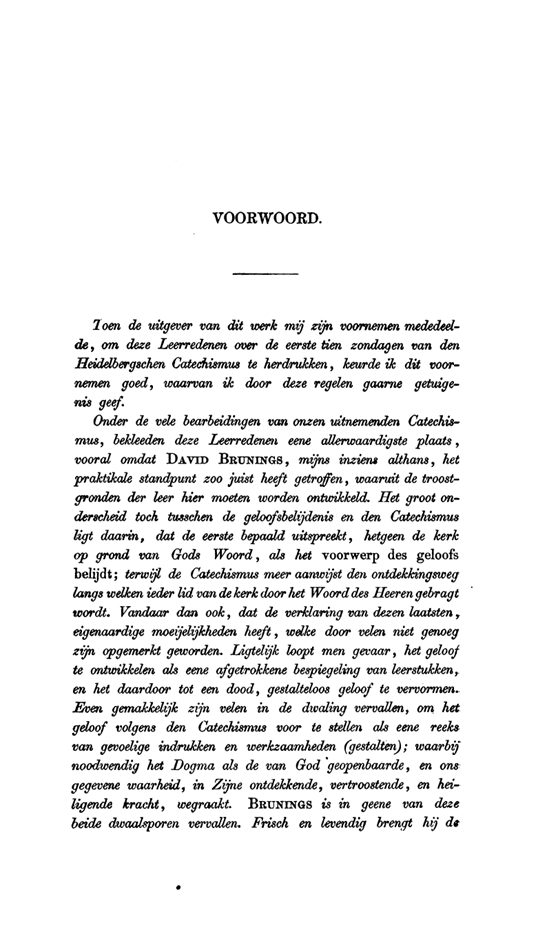 VOORWOORD.
Toen de uitgever van dit werk mij zijn voornemen mededeel-
de, om deze Leerredenen over de eerste tien zondagen van den
Heidelbergschen Catechismus te herdrukken, keurde ik dit voor-
nemen goed, waarvan ik door deze regelen gaarne getuige-
nis geef.
Onder de vele bearbeidingen van onzen uitnemenden Catechis-
mus, bekleeden deze Leerredenen eene allerwaardigste plaats,
vooral omdat DAVID BRUNINGS, mijns inziens althans, het
praktikale standpunt zoo juist heeft getroffen, waaruit de troost-
gronden der leer hier moeten worden ontwikkeld. Het groot on-
derscheid toch tusschen de geloofsbelijdenis en den Catechismus
ligt daarin, dat de eerste bepaald uitspreekt, hetgeen de kerk
op grond van Gods Woord, als het voorwerp des geloofs
belijdt; terwijl de Catechismus meer aanwijst den ontdekkingsweg
langs welken ieder lid van de kerk door het Woord des Heeren gebragt
wordt. Vandaar dan ook, dat de verklaring van dezen laatsten,
eigenaardige moeijelijkheden heeft, welke door velen niet genoeg
zijn opgemerkt geworden. Ligtelijk loopt men gevaar, het geloof
te ontwikkelen als eene afgetrokkene bespiegeling van leerstukken,
en het daardoor tot een dood, gestalteloos geloof te vervormen.
Even gemakkelijk zijn velen in de dwaling vervallen, om het
geloof volgens den Catechismus voor te stellen als eene reeks
van gevoelige indrukken en werkzaamheden (gestalten); waarbij
noodwendig het Dogma als de van God geopenbaarde, en ons
gegevene waarheid, in Zijne ontdekkende, vertroostende, en hei-
ligende kracht, wegraakt. BRUNINGS is in geene van deze
beide dwaalsporen vervallen. Frisch en levendig brengt hij de